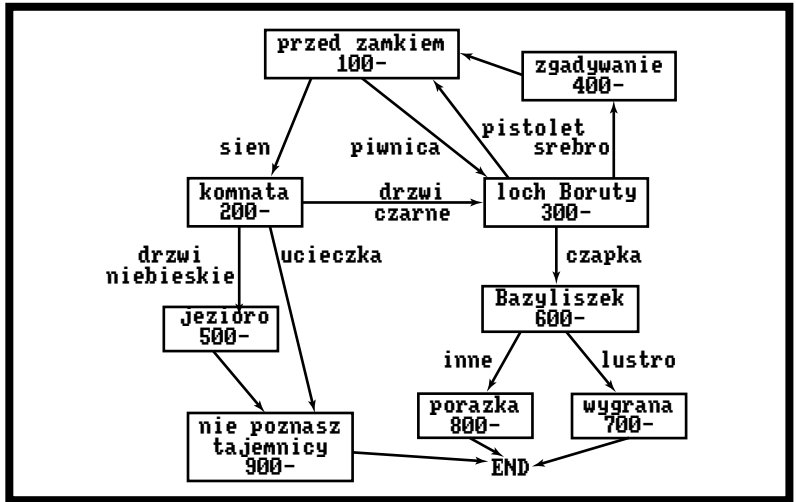 przed zamkiem
100-
zgadywanie
400-
pistolet
srebro
sien
piwnica
komnata
200-
drzwi
czarne
loch Boruty
300-
drzwi
niebieskie
ucieczka
czapka
jezioro
500-
Bazyliszek
600-
inne
lustro
porazka
800-
wygrana
700-
nie poznasz
tajemnicy
900-
END